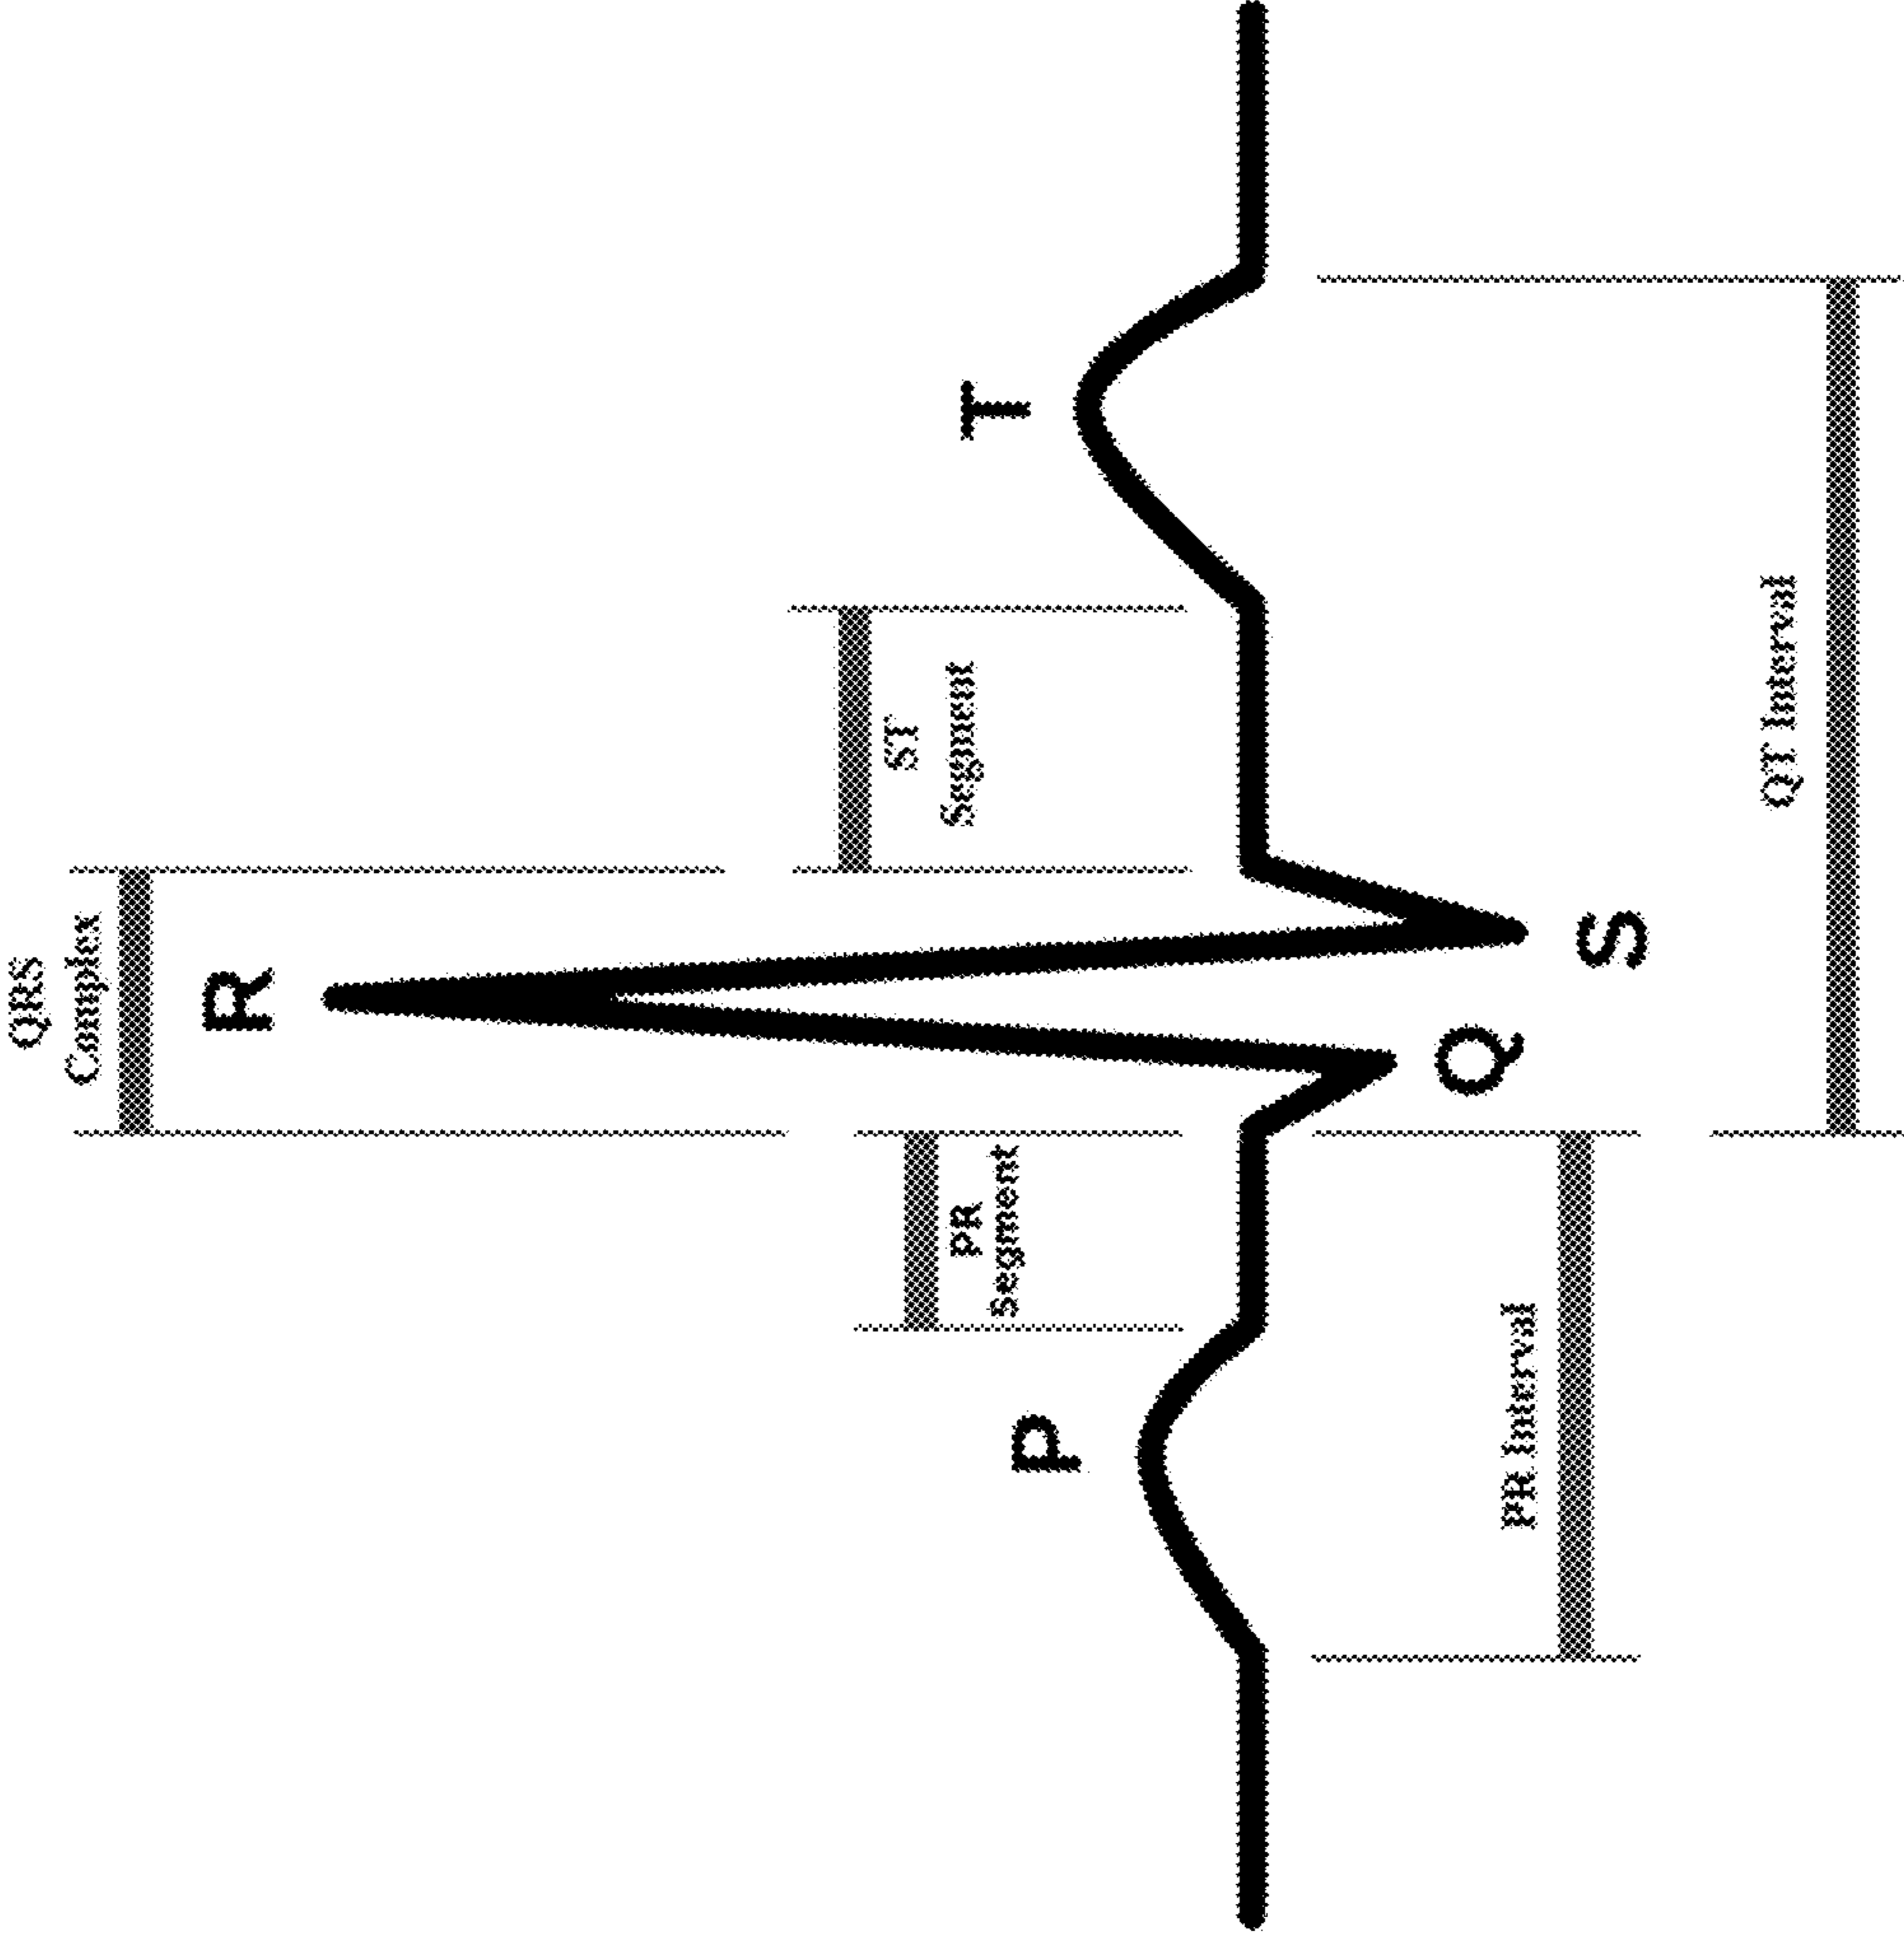 QRS
Complex
R
ST
Segment
T
PR
Segment
P
Q
S
PR Interval
QT Interval